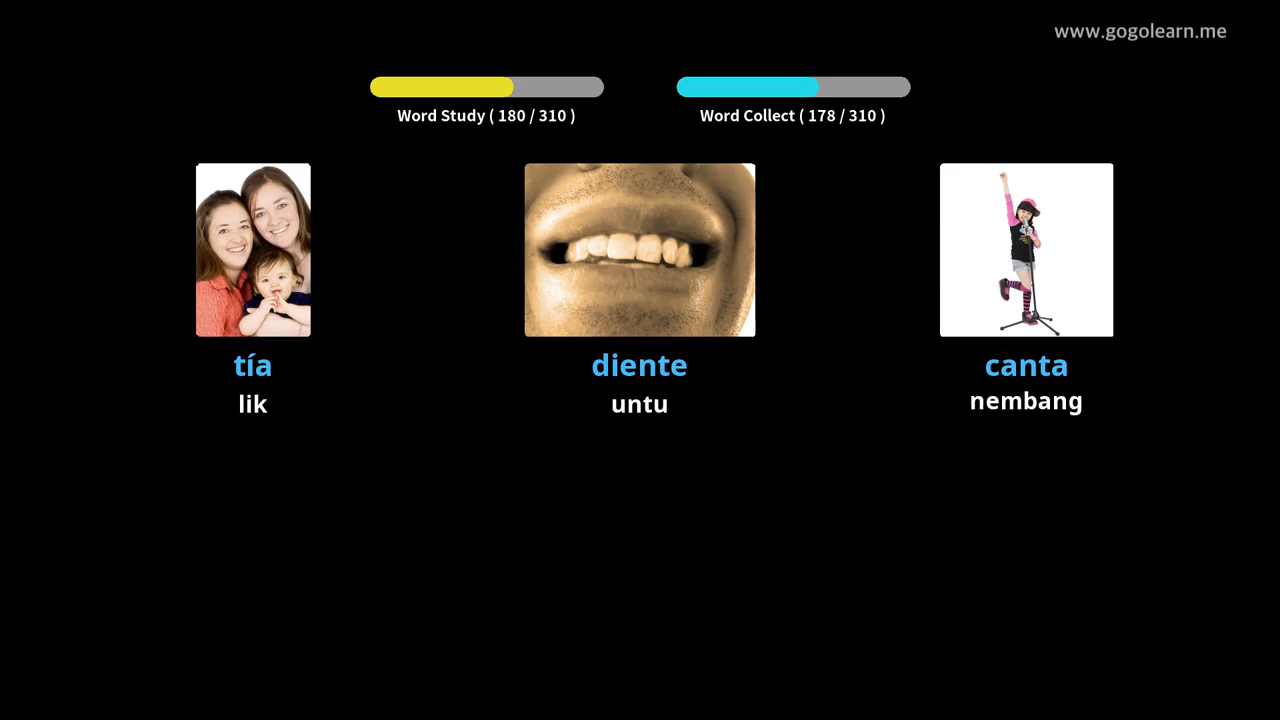 www.gogolearn.me
Word Study ( 180 / 310 )
Word Collect ( 178 / 310 )
tía
diente
canta
lik
untu
nembang